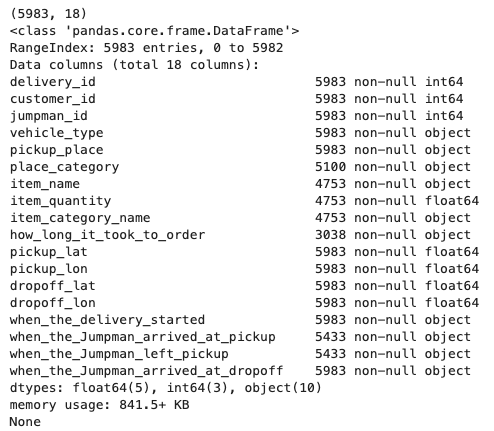 (5983, 18)
<class 'pandas.core.frame.DataFrame'>
RangeIndex: 5983 entries, 0 to 5982
Data columns (total 18 columns):
delivery_id                          5983 non-null int64
customer_id                          5983 non-null int64
jumpman_id                           5983 non-null int64
vehicle_type                         5983 non-null object
pickup_place                         5983 non-null object
place_category                       5100 non-null object
item_name                            4753 non-null object
item_quantity                        4753 non-null float64
item_category_name                   4753 non-null object
how_long_it_took_to_order            3038 non-null object
pickup_lat                           5983 non-null float64
pickup_lon                           5983 non-null float64
dropoff_lat                          5983 non-null float64
dropoff_lon                          5983 non-null float64
when_the_delivery_started            5983 non-null object
when_the_Jumpman_arrived_at_pickup   5433 non-null object
when_the_Jumpman_left_pickup         5433 non-null object
when_the_Jumpman_arrived_at_dropoff  5983 non-null object
dtypes: float64(5), int64(3), object(10)
memory usage: 841.5+ KB
None